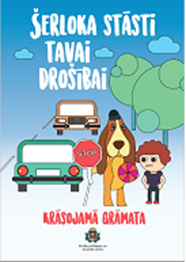 ŠERLOKA STĀSTI
TAVAI
DROŠĪBAI
STOP
KRĀSOJAMĀ GRĀMATA